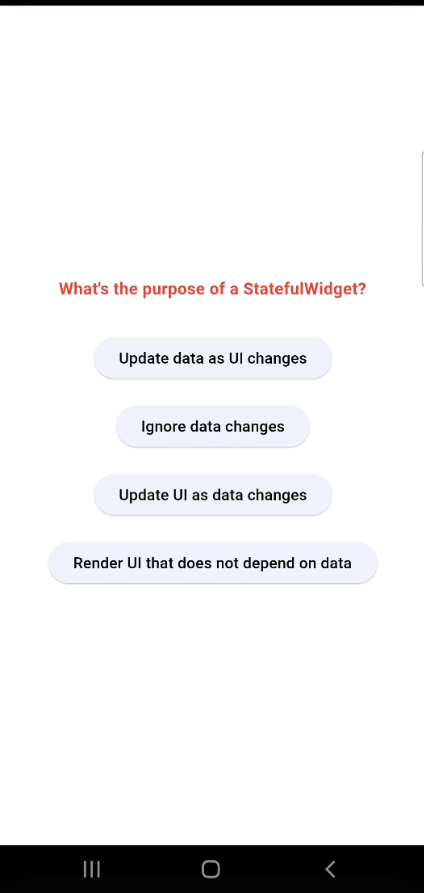 What's the purpose of a StatefulWidget?
Update data as UI changes
Ignore data changes
Update UI as data changes
Render UI that does not depend on data